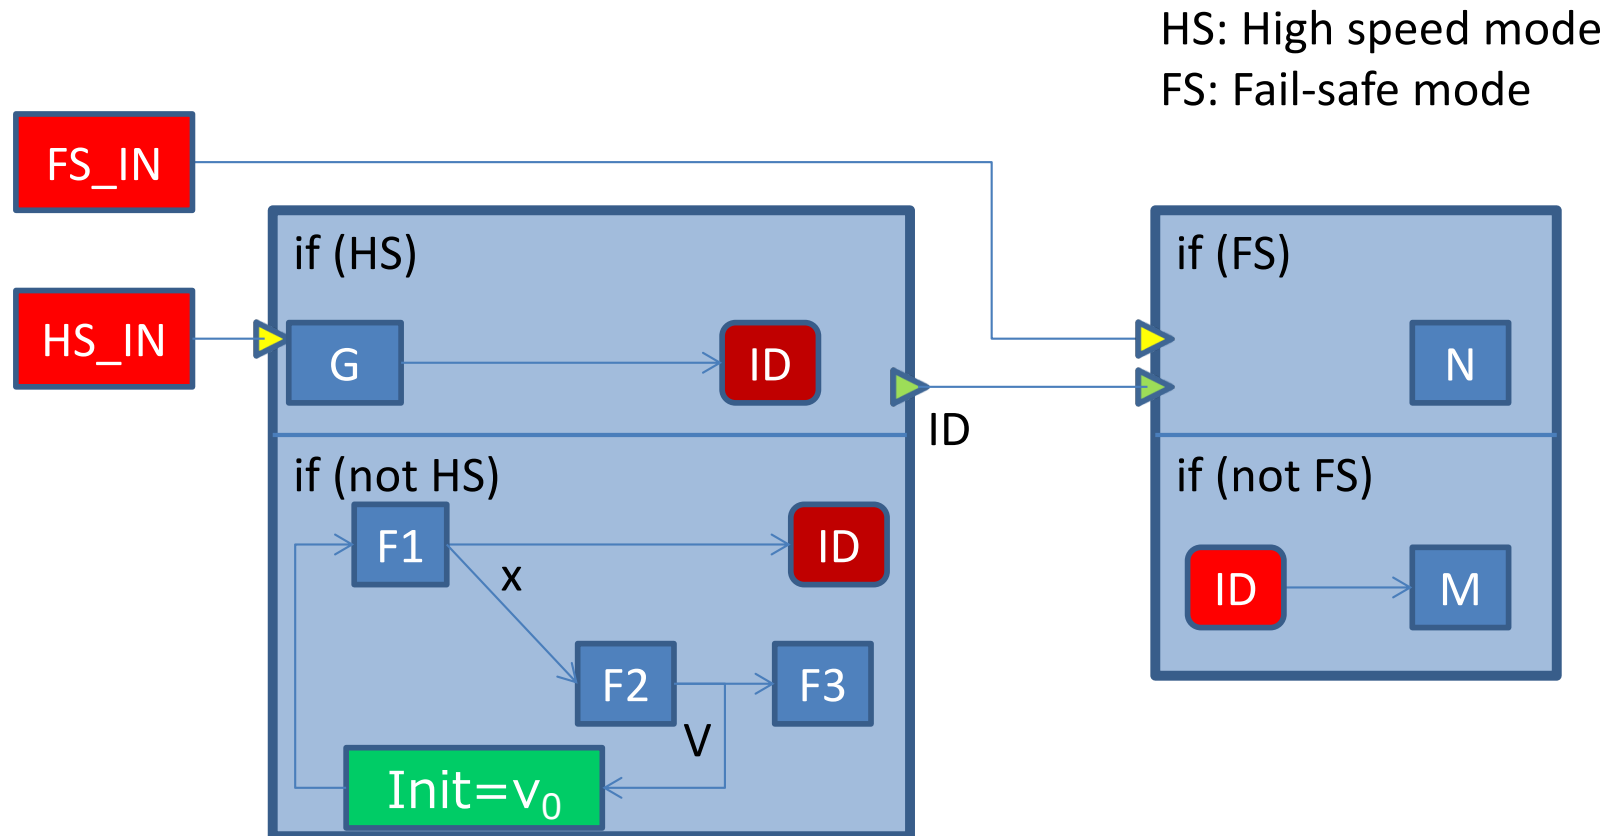 HS: High speed mode
FS: Fail-safe mode
FS_IN
HS_IN
if (HS)
G
ID
ID
if (not HS)
F1
ID
x
F2
F3
V
Init=v₀
if (FS)
N
if (not FS)
ID
M